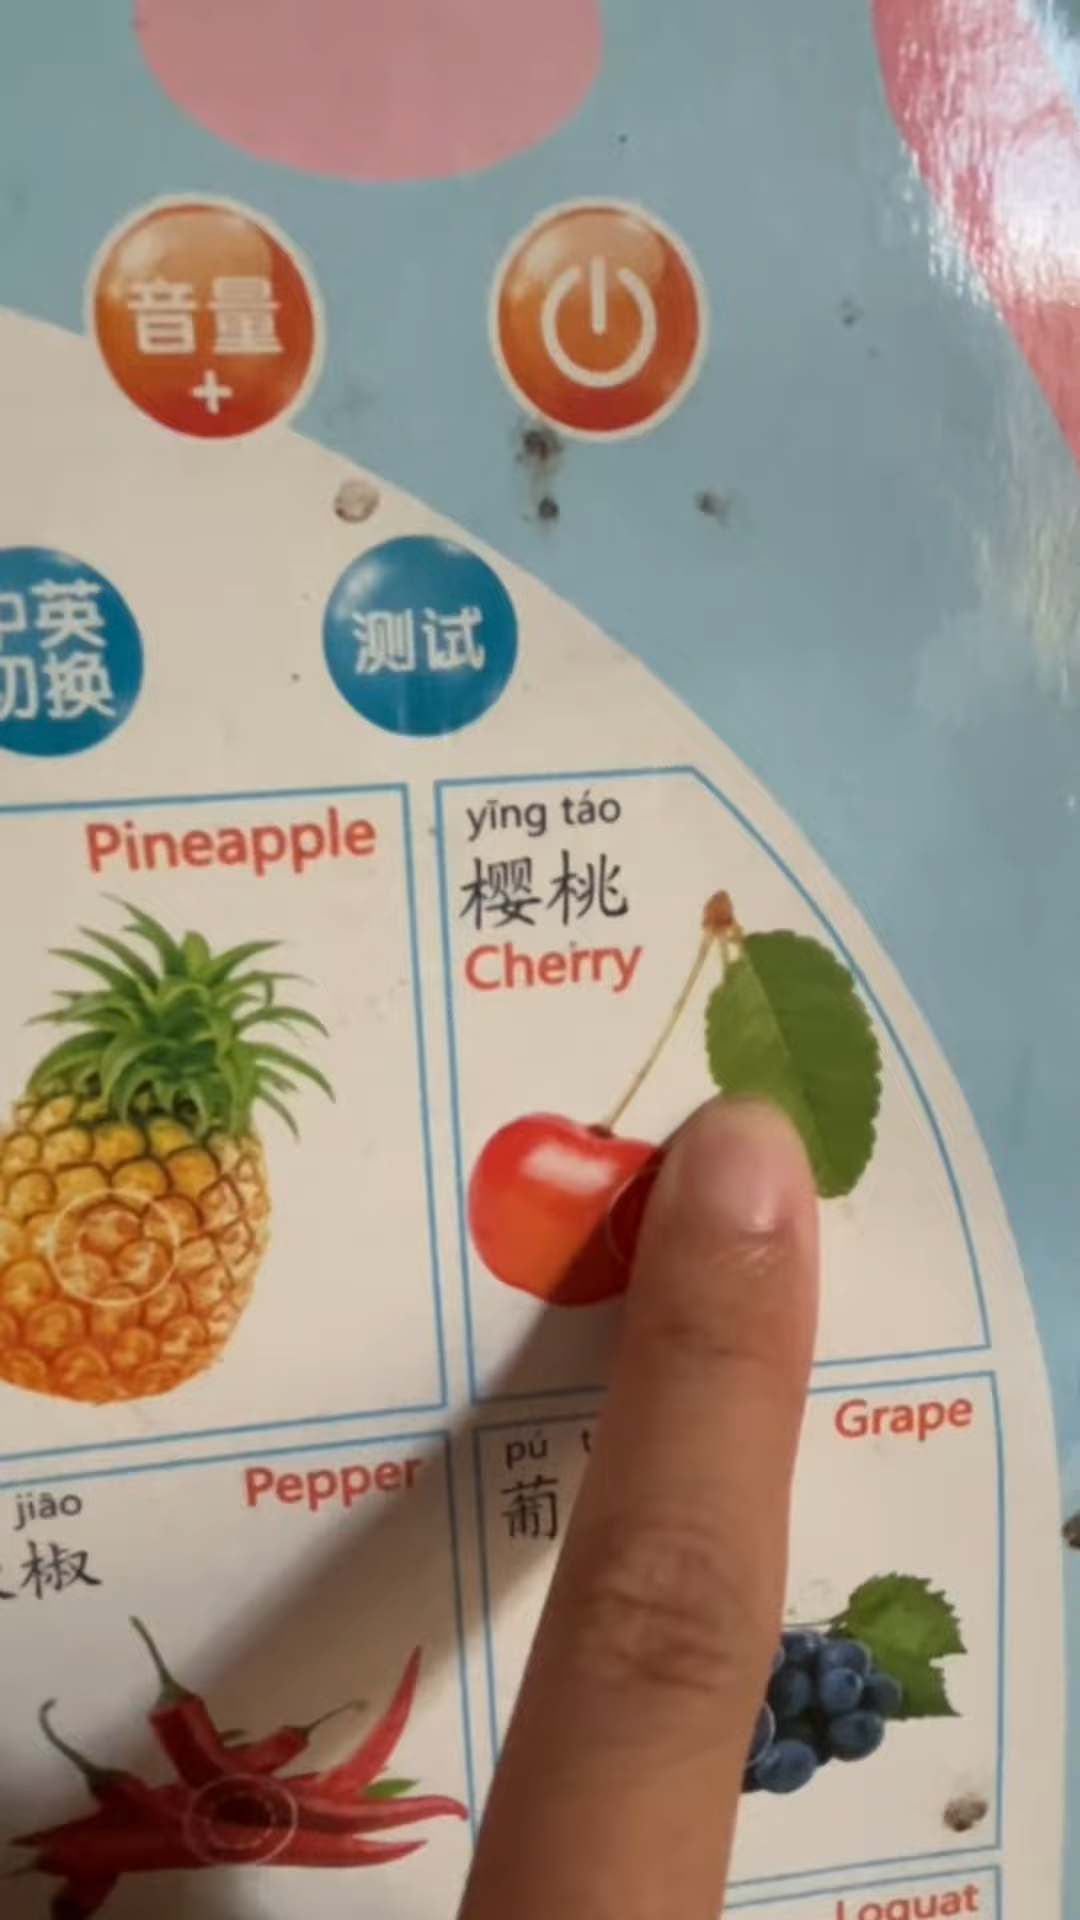 音量
+
英
切换
测试
Pineapple
yīng táo
樱桃
Cherry
Pepper
jiāo
椒
Grape
pú
葡
Loquat